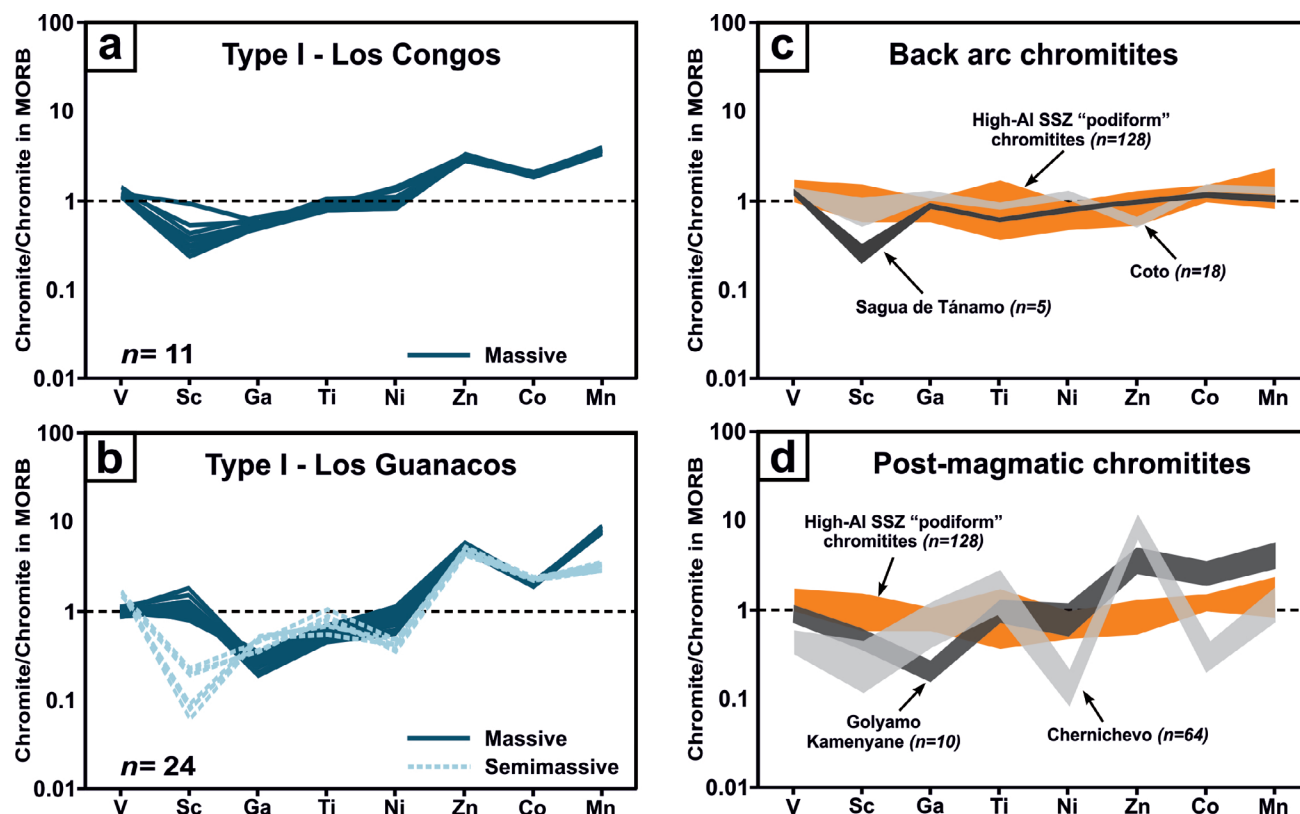 a
Type I - Los Congos
Chromite/Chromite in MORB
100
10
1
0.1
0.01
n= 11
Massive
V Sc Ga Ti Ni Zn Co Mn
c
Back arc chromitites
Chromite/Chromite in MORB
100
10
1
0.1
0.01
High-Al SSZ “podiform”
chromitites (n=128)
Coto (n=18)
Sagua de Tánamo (n=5)
V Sc Ga Ti Ni Zn Co Mn
b
Type I - Los Guanacos
Chromite/Chromite in MORB
100
10
1
0.1
0.01
Massive
Semimassive
n= 24
V Sc Ga Ti Ni Zn Co Mn
d
Post-magmatic chromitites
Chromite/Chromite in MORB
100
10
1
0.1
0.01
High-Al SSZ “podiform”
chromitites (n=128)
Golyamo
Kamenyane (n=10)
Chernichevo (n=64)
V Sc Ga Ti Ni Zn Co Mn